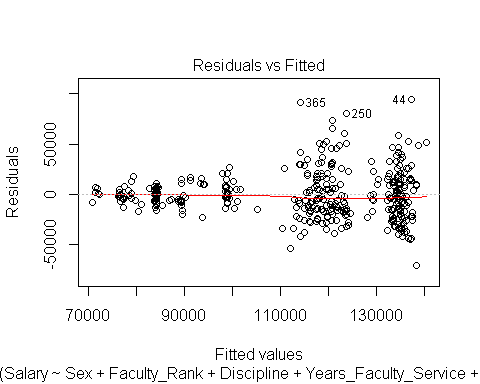 Residuals vs Fitted
365
250
44
Residuals
50000
0
-50000
70000 90000 110000 130000
Fitted values
(Salary ~ Sex + Faculty_Rank + Discipline + Years_Faculty_Service +